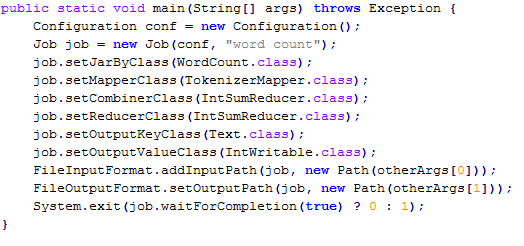 public static void main(String[] args) throws Exception {
    Configuration conf = new Configuration();
    Job job = new Job(conf, "word count");
    job.setJarByClass(WordCount.class);
    job.setMapperClass(TokenizerMapper.class);
    job.setCombinerClass(IntSumReducer.class);
    job.setReducerClass(IntSumReducer.class);
    job.setOutputKeyClass(Text.class);
    job.setOutputValueClass(IntWritable.class);
    FileInputFormat.addInputPath(job, new Path(otherArgs[0]));
    FileOutputFormat.setOutputPath(job, new Path(otherArgs[1]));
    System.exit(job.waitForCompletion(true) ? 0 : 1);
}